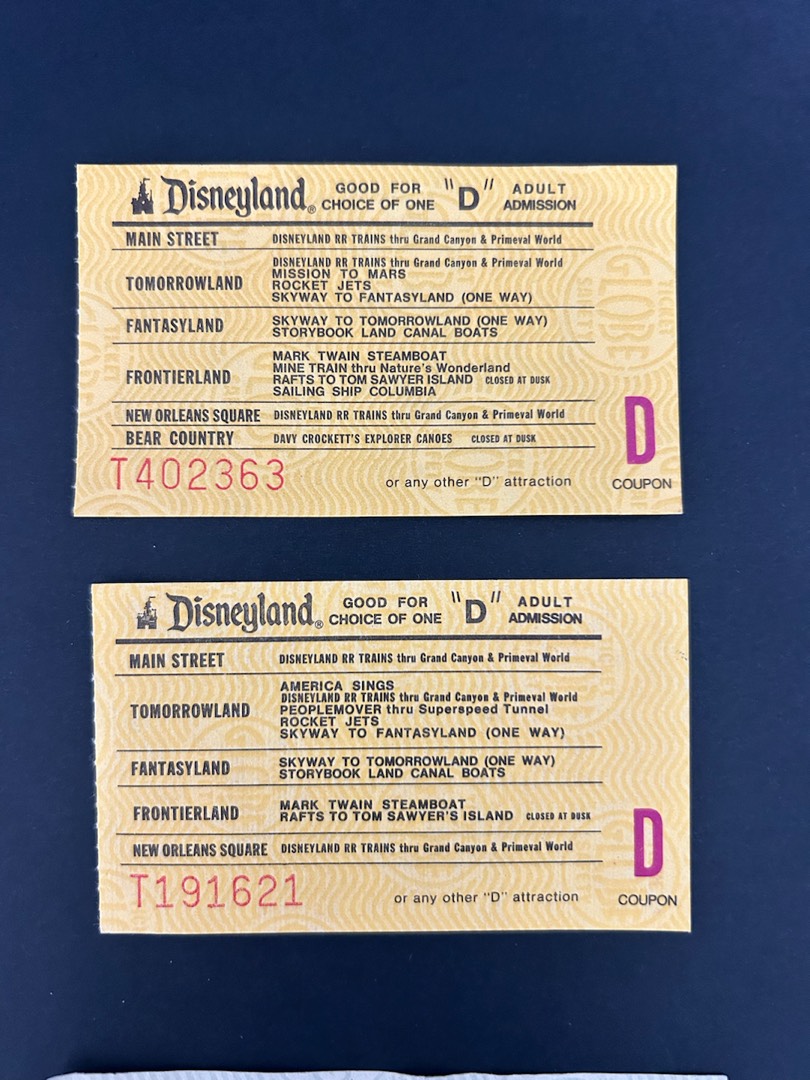 Disneyland® GOOD FOR CHOICE OF ONE "D" ADULT ADMISSION
MAIN STREET DISNEYLAND RR TRAINS thru Grand Canyon & Primeval World
TOMORROWLAND DISNEYLAND RR TRAINS thru Grand Canyon & Primeval World
MISSION TO MARS
ROCKET JETS
SKYWAY TO FANTASYLAND (ONE WAY)
FANTASYLAND SKYWAY TO TOMORROWLAND (ONE WAY)
STORYBOOK LAND CANAL BOATS
FRONTIERLAND MARK TWAIN STEAMBOAT
MINE TRAIN thru Nature's Wonderland
RAFTS TO TOM SAWYER ISLAND CLOSED AT DUSK
SAILING SHIP COLUMBIA
NEW ORLEANS SQUARE DISNEYLAND RR TRAINS thru Grand Canyon & Primeval World
BEAR COUNTRY DAVY CROCKETT'S EXPLORER CANOES CLOSED AT DUSK
T402363 or any other "D" attraction
D
COUPON
Disneyland® GOOD FOR CHOICE OF ONE "D" ADULT ADMISSION
MAIN STREET DISNEYLAND RR TRAINS thru Grand Canyon & Primeval World
TOMORROWLAND AMERICA SINGS
DISNEYLAND RR TRAINS thru Grand Canyon & Primeval World
PEOPLEMOVER thru Superspeed Tunnel
ROCKET JETS
SKYWAY TO FANTASYLAND (ONE WAY)
FANTASYLAND SKYWAY TO TOMORROWLAND (ONE WAY)
STORYBOOK LAND CANAL BOATS
FRONTIERLAND MARK TWAIN STEAMBOAT
RAFTS TO TOM SAWYER'S ISLAND CLOSED AT DUSK
NEW ORLEANS SQUARE DISNEYLAND RR TRAINS thru Grand Canyon & Primeval World
T191621 or any other "D" attraction
D
COUPON